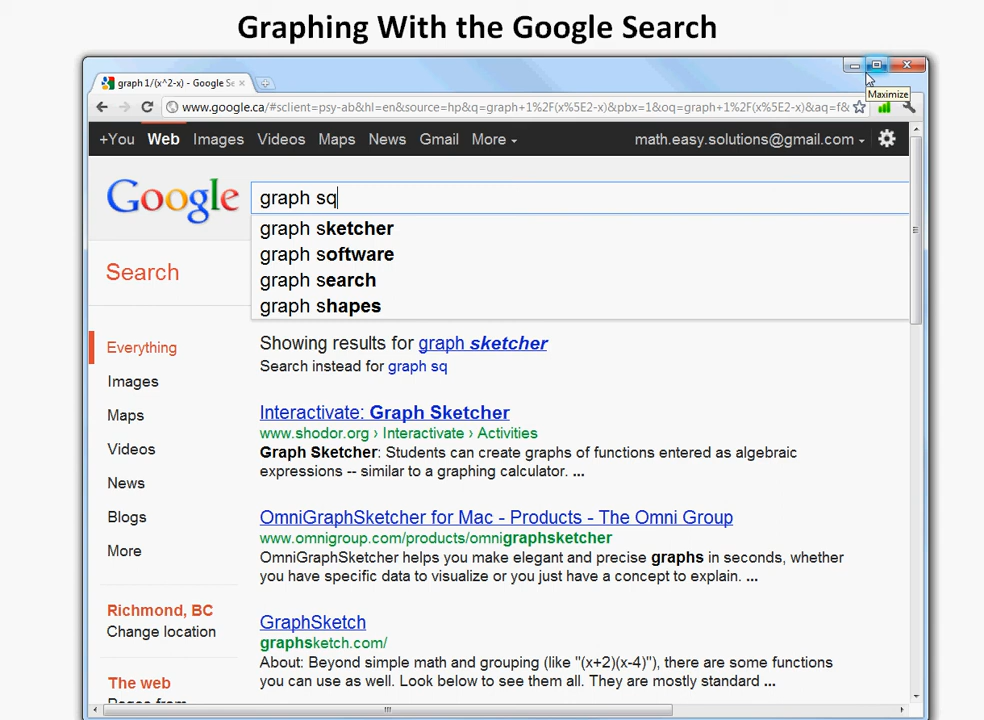 Graphing With the Google Search
graph 1/(x^2-x) - Google Se
www.google.ca/#sclient=psy-ab&hl=en&source=hp&q=graph+1%2F(x%5E2-x)&pbx=1&oq=graph+1%2F(x%5E2-x)&aq=f&
Maximize
+You Web Images Videos Maps News Gmail More math.easy.solutions@gmail.com
Google
graph sq
graph sketcher
graph software
graph search
graph shapes
Search
Showing results for graph sketcher
Search instead for graph sq
Everything
Images
Maps
Videos
News
Blogs
More
Richmond, BC
Change location
The web
Pages from
Interactivate: Graph Sketcher
www.shodor.org › Interactivate › Activities
Graph Sketcher: Students can create graphs of functions entered as algebraic
expressions -- similar to a graphing calculator. ...
OmniGraphSketcher for Mac - Products - The Omni Group
www.omnigroup.com/products/omnigraphsketcher
OmniGraphSketcher helps you make elegant and precise graphs in seconds, whether
you have specific data to visualize or you just have a concept to explain. ...
GraphSketch
graphsketch.com/
About: Beyond simple math and grouping (like "(x+2)(x-4)"), there are some functions
you can use as well. Look below to see them all. They are mostly standard ...